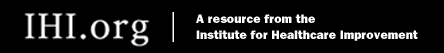 IHI.org
A resource from the
Institute for Healthcare Improvement